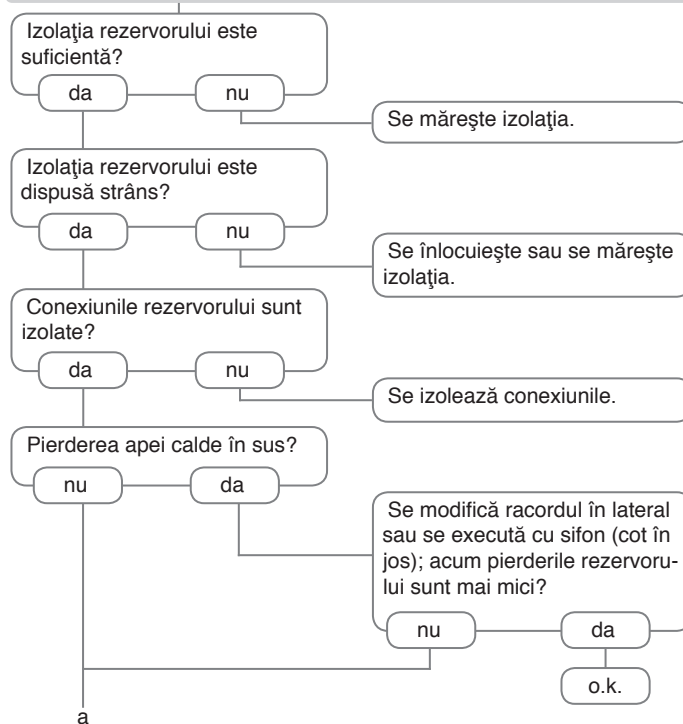 Izolaţia rezervorului este
suficientă?
da
nu
Se măreşte izolaţia.
Izolaţia rezervorului este
dispusă strâns?
da
nu
Se înlocuieşte sau se măreşte
izolaţia.
Conexiunile rezervorului sunt
izolate?
da
nu
Se izolează conexiunile.
Pierderea apei calde în sus?
nu
da
Se modifică racordul în lateral
sau se execută cu sifon (cot în
jos); acum pierderile rezervoru-
lui sunt mai mici?
nu
da
o.k.
a